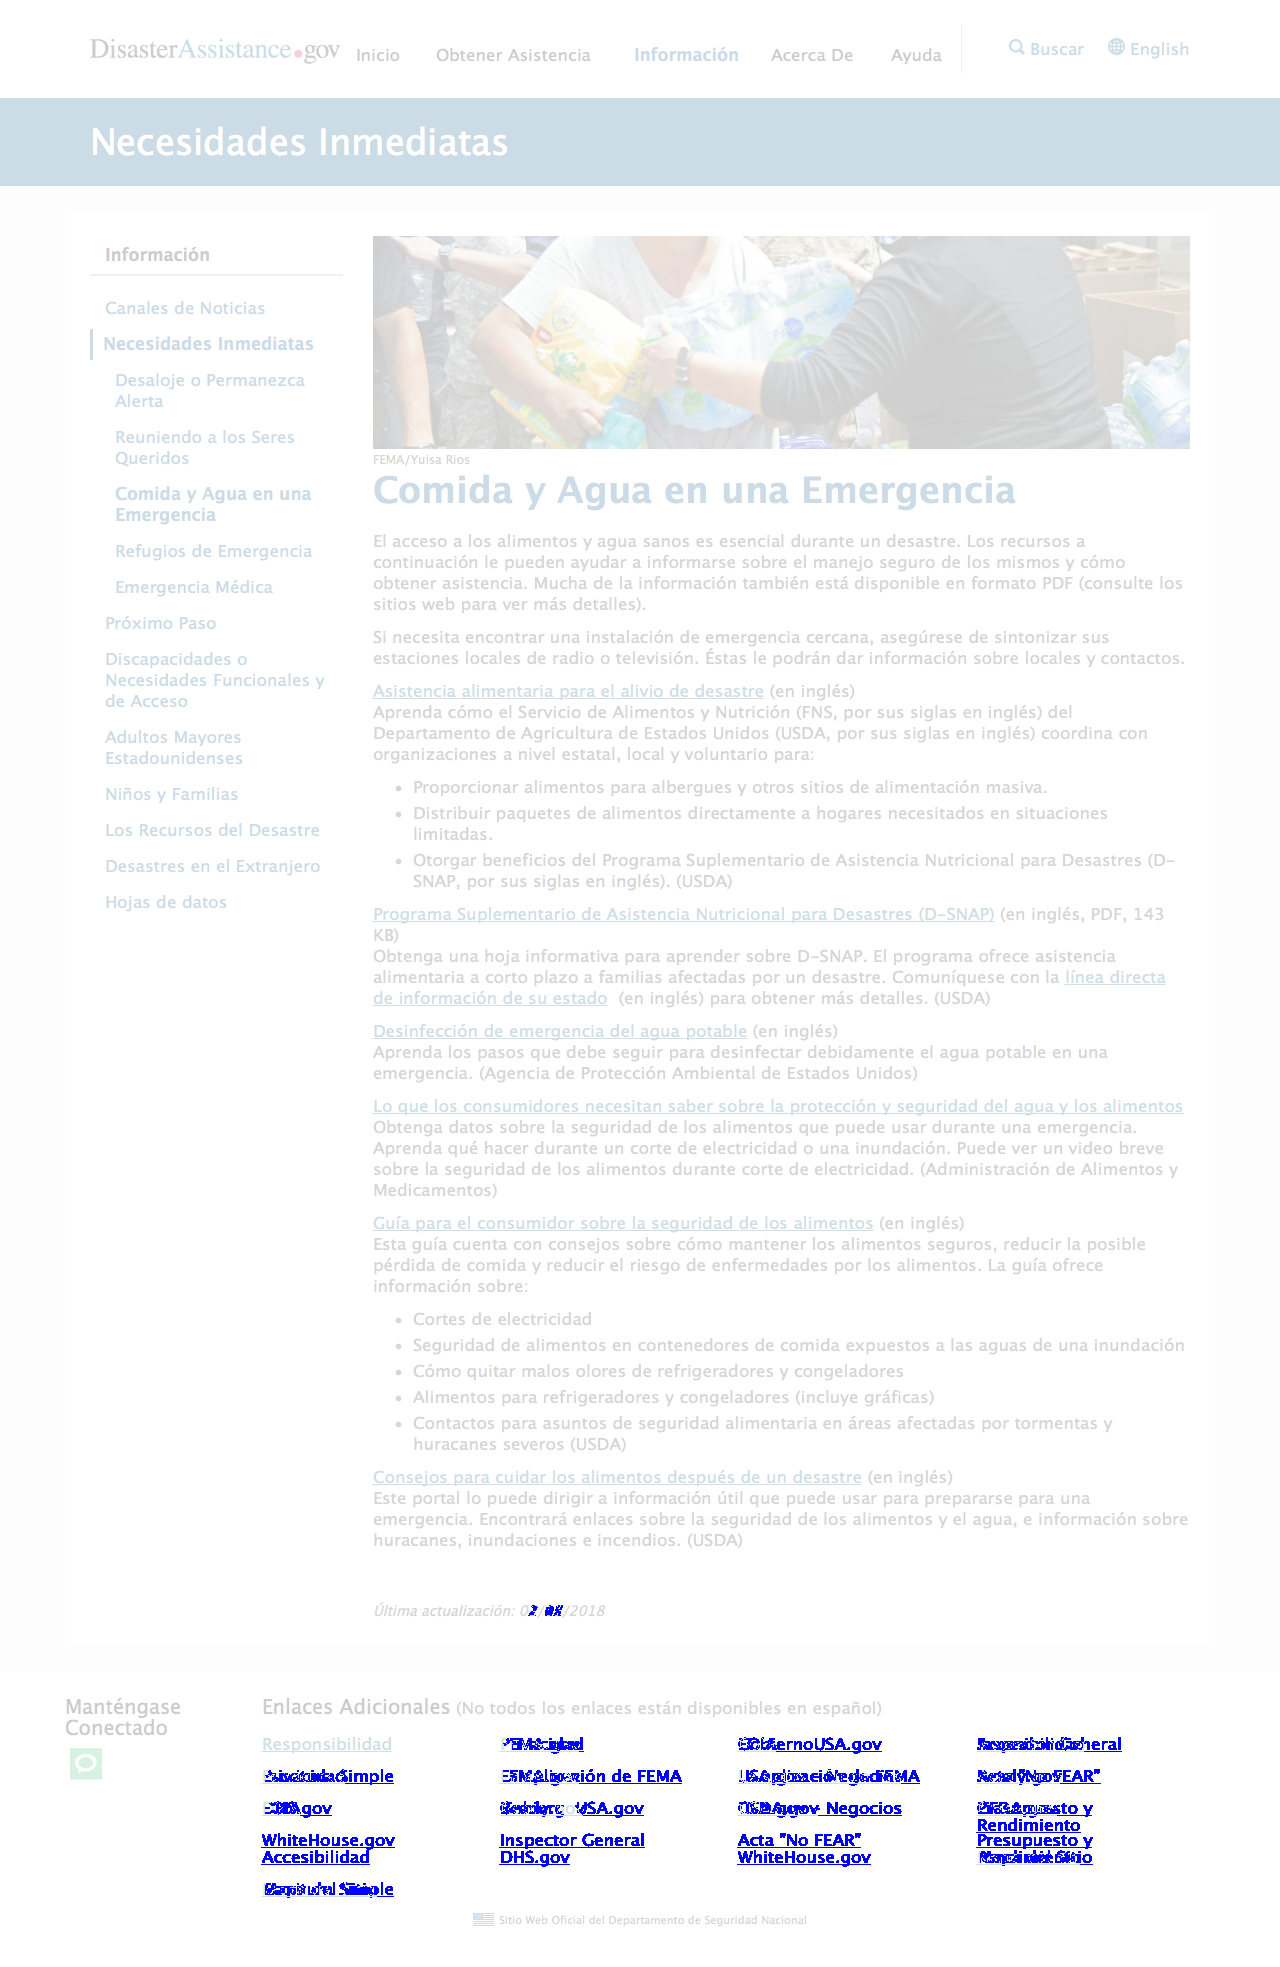 DisasterAssistance.gov Inicio Obtener Asistencia Información Acerca De Ayuda Buscar English
Necesidades Inmediatas
Información
Canales de Noticias
Necesidades Inmediatas
Desaloje o Permanezca
Alerta
Reuniendo a los Seres
Queridos
Comida y Agua en una
Emergencia
Refugios de Emergencia
Emergencia Médica
Próximo Paso
Discapacidades o
Necesidades Funcionales y
de Acceso
Adultos Mayores
Estadounidenses
Niños y Familias
Los Recursos del Desastre
Desastres en el Extranjero
Hojas de datos
FEMA/Yuisa Rios
Comida y Agua en una Emergencia
El acceso a los alimentos y agua sanos es esencial durante un desastre. Los recursos a
continuación le pueden ayudar a informarse sobre el manejo seguro de los mismos y cómo
obtener asistencia. Mucha de la información también está disponible en formato PDF (consulte los
sitios web para ver más detalles).
Si necesita encontrar una instalación de emergencia cercana, asegúrese de sintonizar sus
estaciones locales de radio o televisión. Éstas le podrán dar información sobre locales y contactos.
Asistencia alimentaria para el alivio de desastre (en inglés)
Aprenda cómo el Servicio de Alimentos y Nutrición (FNS, por sus siglas en inglés) del
Departamento de Agricultura de Estados Unidos (USDA, por sus siglas en inglés) coordina con
organizaciones a nivel estatal, local y voluntario para:
• Proporcionar alimentos para albergues y otros sitios de alimentación masiva.
• Distribuir paquetes de alimentos directamente a hogares necesitados en situaciones
limitadas.
• Otorgar beneficios del Programa Suplementario de Asistencia Nutricional para Desastres (D-
SNAP, por sus siglas en inglés). (USDA)
Programa Suplementario de Asistencia Nutricional para Desastres (D-SNAP) (en inglés, PDF, 143
KB)
Obtenga una hoja informativa para aprender sobre D-SNAP. El programa ofrece asistencia
alimentaria a corto plazo a familias afectadas por un desastre. Comuníquese con la línea directa
de información de su estado (en inglés) para obtener más detalles. (USDA)
Desinfección de emergencia del agua potable (en inglés)
Aprenda los pasos que debe seguir para desinfectar debidamente el agua potable en una
emergencia. (Agencia de Protección Ambiental de Estados Unidos)
Lo que los consumidores necesitan saber sobre la protección y seguridad del agua y los alimentos
Obtenga datos sobre la seguridad de los alimentos que puede usar durante una emergencia.
Aprenda qué hacer durante un corte de electricidad o una inundación. Puede ver un video breve
sobre la seguridad de los alimentos durante corte de electricidad. (Administración de Alimentos y
Medicamentos)
Guía para el consumidor sobre la seguridad de los alimentos (en inglés)
Esta guía cuenta con consejos sobre cómo mantener los alimentos seguros, reducir la posible
pérdida de comida y reducir el riesgo de enfermedades por los alimentos. La guía ofrece
información sobre:
• Cortes de electricidad
• Seguridad de alimentos en contenedores de comida expuestos a las aguas de una inundación
• Cómo quitar malos olores de refrigeradores y congeladores
• Alimentos para refrigeradores y congeladores (incluye gráficas)
• Contactos para asuntos de seguridad alimentaria en áreas afectadas por tormentas y
huracanes severos (USDA)
Consejos para cuidar los alimentos después de un desastre (en inglés)
Este portal lo puede dirigir a información útil que puede usar para prepararse para una
emergencia. Encontrará enlaces sobre la seguridad de los alimentos y el agua, e información sobre
huracanes, inundaciones e incendios. (USDA)
Última actualización: /2018
Manténgase
Conectado
Enlaces Adicionales (No todos los enlaces están disponibles en español)
Responsibilidad
Rendimiento
WhiteHouse.gov Inspector General Acta "No FEAR" Presupuesto y
Accesibilidad DHS.gov WhiteHouse.gov
Sitio Web Oficial del Departamento de Seguridad Nacional